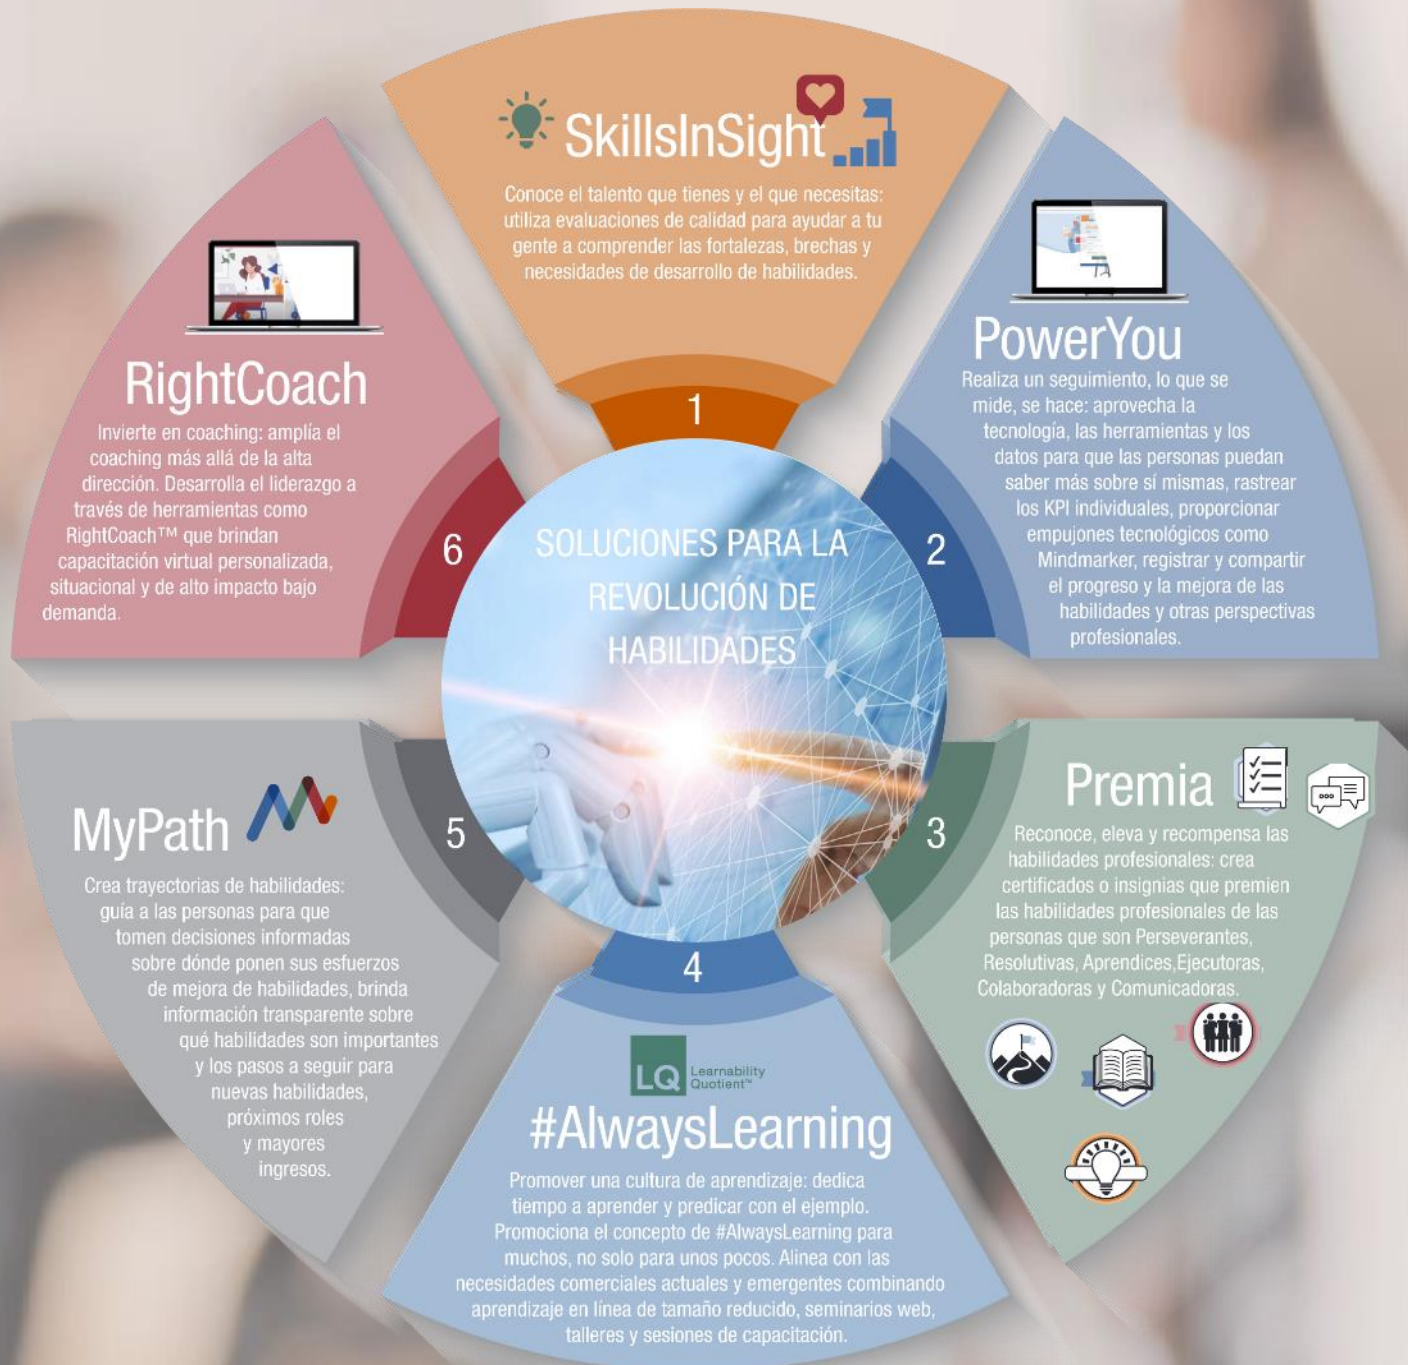 SkillsInSight
Conoce el talento que tienes y el que necesitas:
utiliza evaluaciones de calidad para ayudar a tu
gente a comprender las fortalezas, brechas y
necesidades de desarrollo de habilidades.
1
PowerYou
Realiza un seguimiento, lo que se
mide, se hace: aprovecha la
tecnología, las herramientas y los
datos para que las personas puedan
saber más sobre sí mismas, rastrear
los KPI individuales, proporcionar
empujones tecnológicos como
Mindmarker, registrar y compartir
el progreso y la mejora de las
habilidades y otras perspectivas
profesionales.
2
Premia
Reconoce, eleva y recompensa las
habilidades profesionales: crea
certificados o insignias que premien
las habilidades profesionales de las
personas que son Perseverantes,
Resolutivas, Aprendices,Ejecutoras,
Colaboradoras y Comunicadoras.
3
4
LQ Learnability
Quotient™
#AlwaysLearning
Promover una cultura de aprendizaje: dedica
tiempo a aprender y predicar con el ejemplo.
Promociona el concepto de #AlwaysLearning para
muchos, no solo para unos pocos. Alinea con las
necesidades comerciales actuales y emergentes combinando
aprendizaje en línea de tamaño reducido, seminarios web,
talleres y sesiones de capacitación.
MyPath
Crea trayectorias de habilidades:
guía a las personas para que
tomen decisiones informadas
sobre dónde ponen sus esfuerzos
de mejora de habilidades, brinda
información transparente sobre
qué habilidades son importantes
y los pasos a seguir para
nuevas habilidades,
próximos roles
y mayores
ingresos.
5
RightCoach
Invierte en coaching: amplía el
coaching más allá de la alta
dirección. Desarrolla el liderazgo a
través de herramientas como
RightCoach™ que brindan
capacitación virtual personalizada,
situacional y de alto impacto bajo
demanda.
6
SOLUCIONES PARA LA
REVOLUCIÓN DE
HABILIDADES